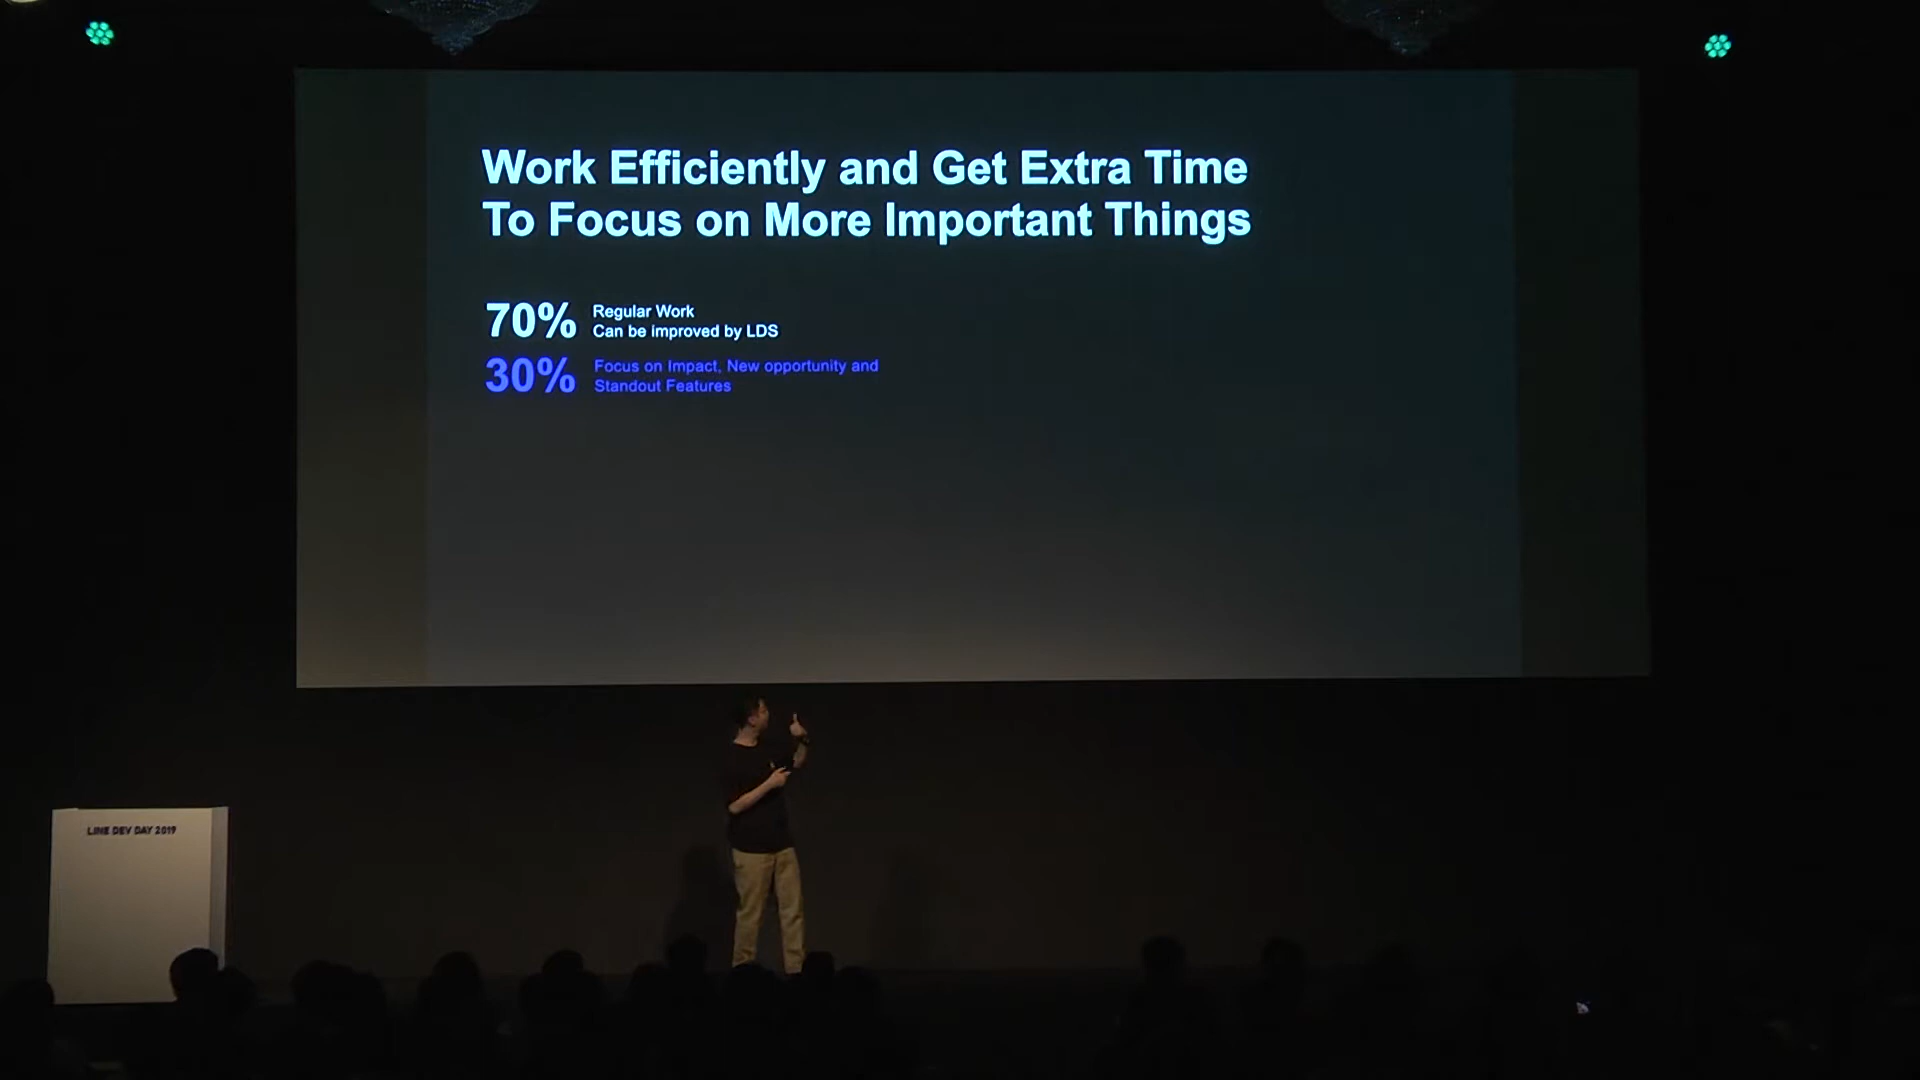 Work Efficiently and Get Extra Time
To Focus on More Important Things
70%
Regular Work
Can be improved by LDS
30%
Focus on Impact, New opportunity and
Standout Features
LINE DEV DAY 2019